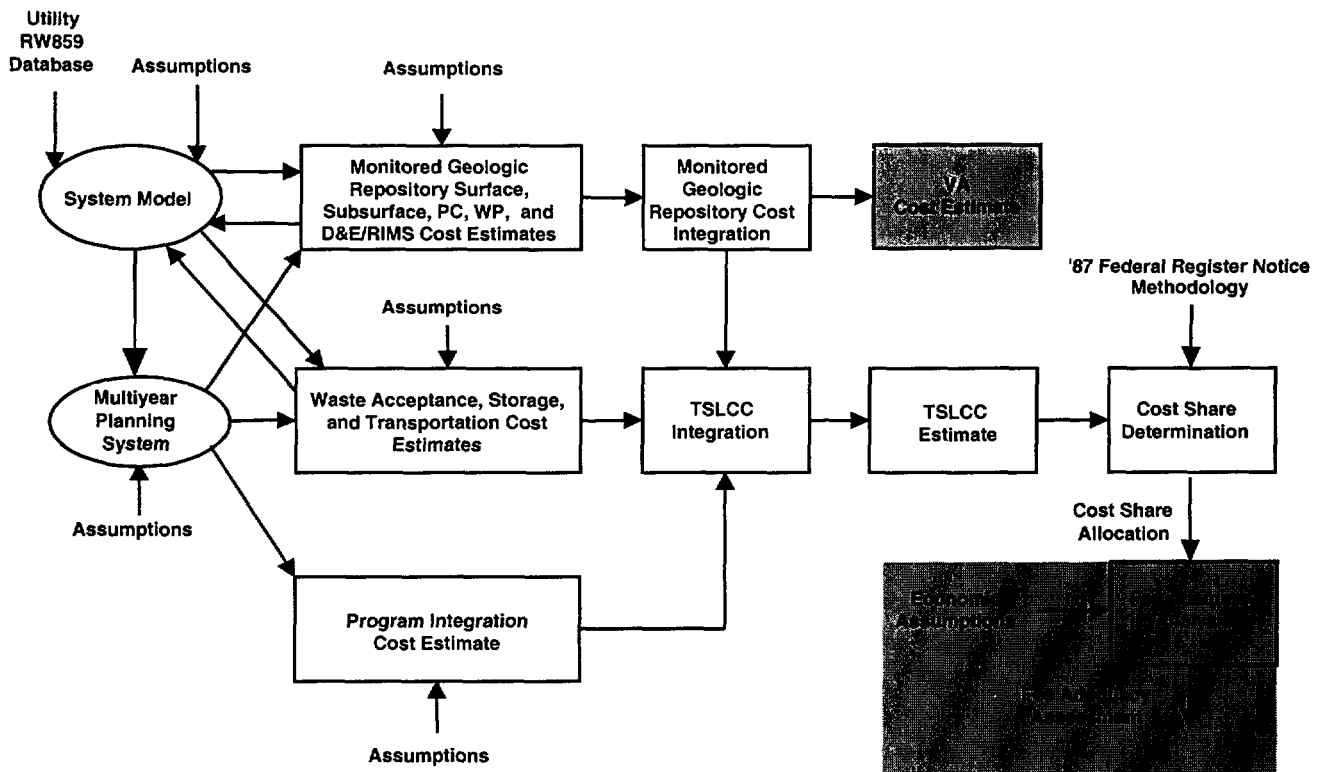 Utility
RW859
Database
Assumptions
Assumptions
System Model
Monitored Geologic
Repository Surface,
Subsurface, PC, WP, and
D&E/RIMS Cost Estimates
Monitored
Geologic
Repository Cost
Integration
VA
Cost Estimate
'87 Federal Register Notice
Methodology
Assumptions
Multiyear
Planning
System
Waste Acceptance, Storage,
and Transportation Cost
Estimates
TSLCC
Integration
TSLCC
Estimate
Cost Share
Determination
Assumptions
Cost Share
Allocation
Program Integration
Cost Estimate
Economic
Assumptions
Assumptions